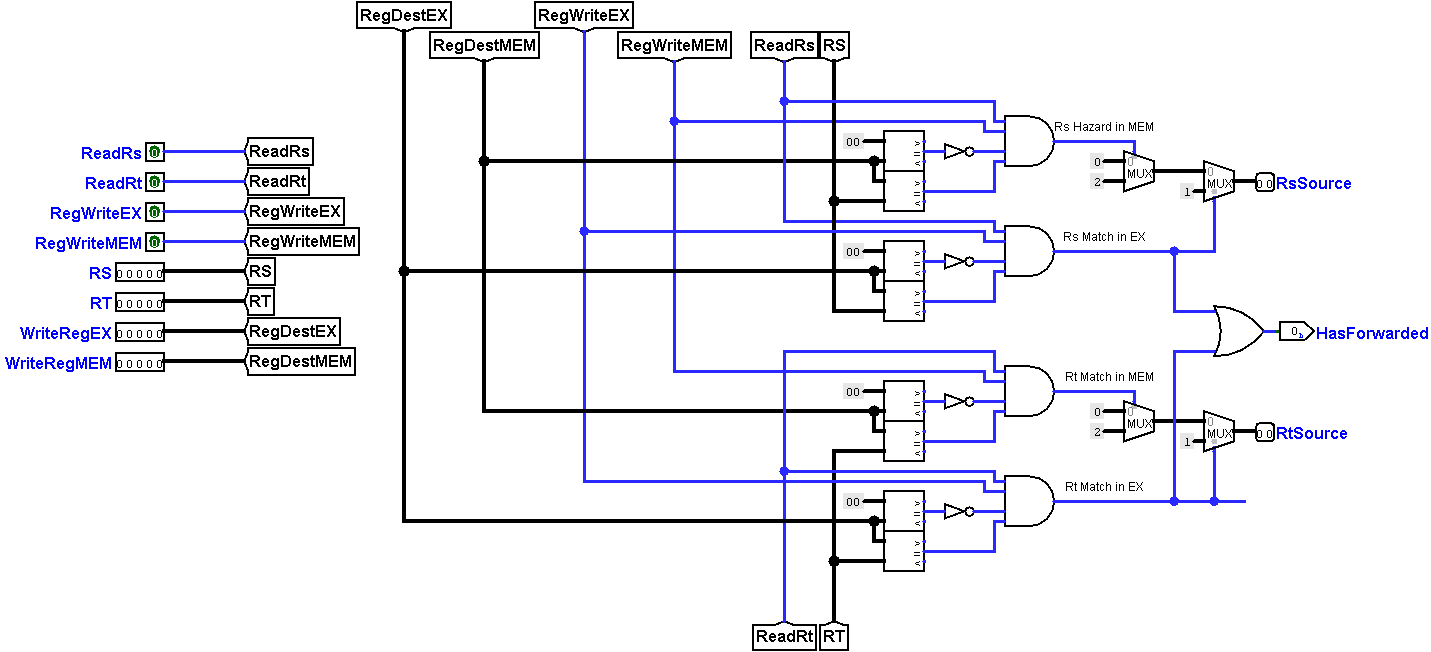 RegDestEX
RegWriteEX
RegDestMEM
RegWriteMEM
ReadRs
RS
ReadRs 0 ReadRs
ReadRt 0 ReadRt
RegWriteEX 0 RegWriteEX
RegWriteMEM 0 RegWriteMEM
RS 00000 RS
RT 00000 RT
WriteRegEX 00000 RegDestEX
WriteRegMEM 00000 RegDestMEM
00
>
=
<
>
=
<
Rs Hazard in MEM
0
2
0
MUX
1
0
MUX
00
RsSource
00
>
=
<
>
=
<
Rs Match in EX
0
HasForwarded
00
>
=
<
>
=
<
Rt Match in MEM
0
2
0
MUX
1
0
MUX
00
RtSource
00
>
=
<
>
=
<
Rt Match in EX
ReadRt
RT